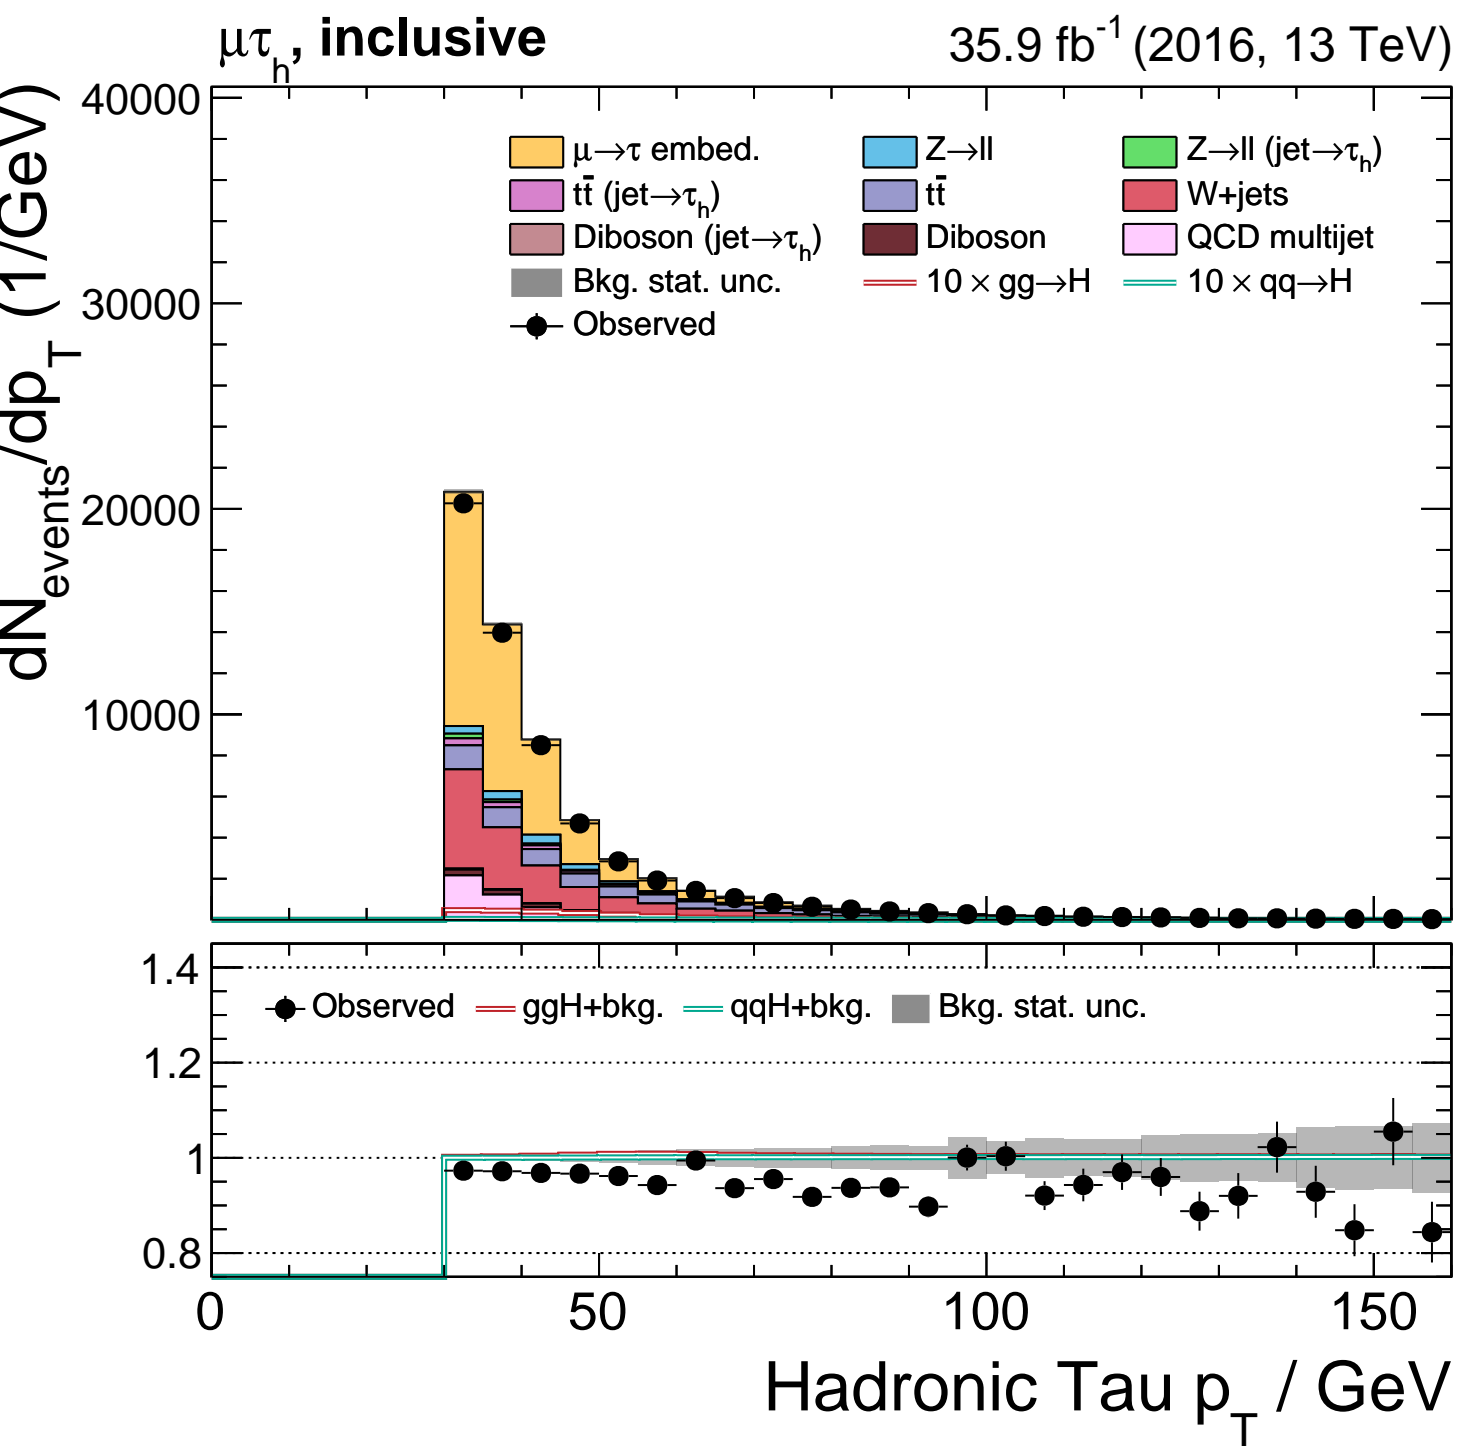 μτh, inclusive
35.9 fb-1 (2016, 13 TeV)
dNevents/dpT (1/GeV)
40000
30000
20000
10000
μ→τ embed.
Z→ll
Z→ll (jet→τh)
tt̄ (jet→τh)
tt̄
W+jets
Diboson (jet→τh)
Diboson
QCD multijet
Bkg. stat. unc.
10 × gg→H
10 × qq→H
Observed
1.4
1.2
1
0.8
Observed
ggH+bkg.
qqH+bkg.
Bkg. stat. unc.
0
50
100
150
Hadronic Tau pT / GeV